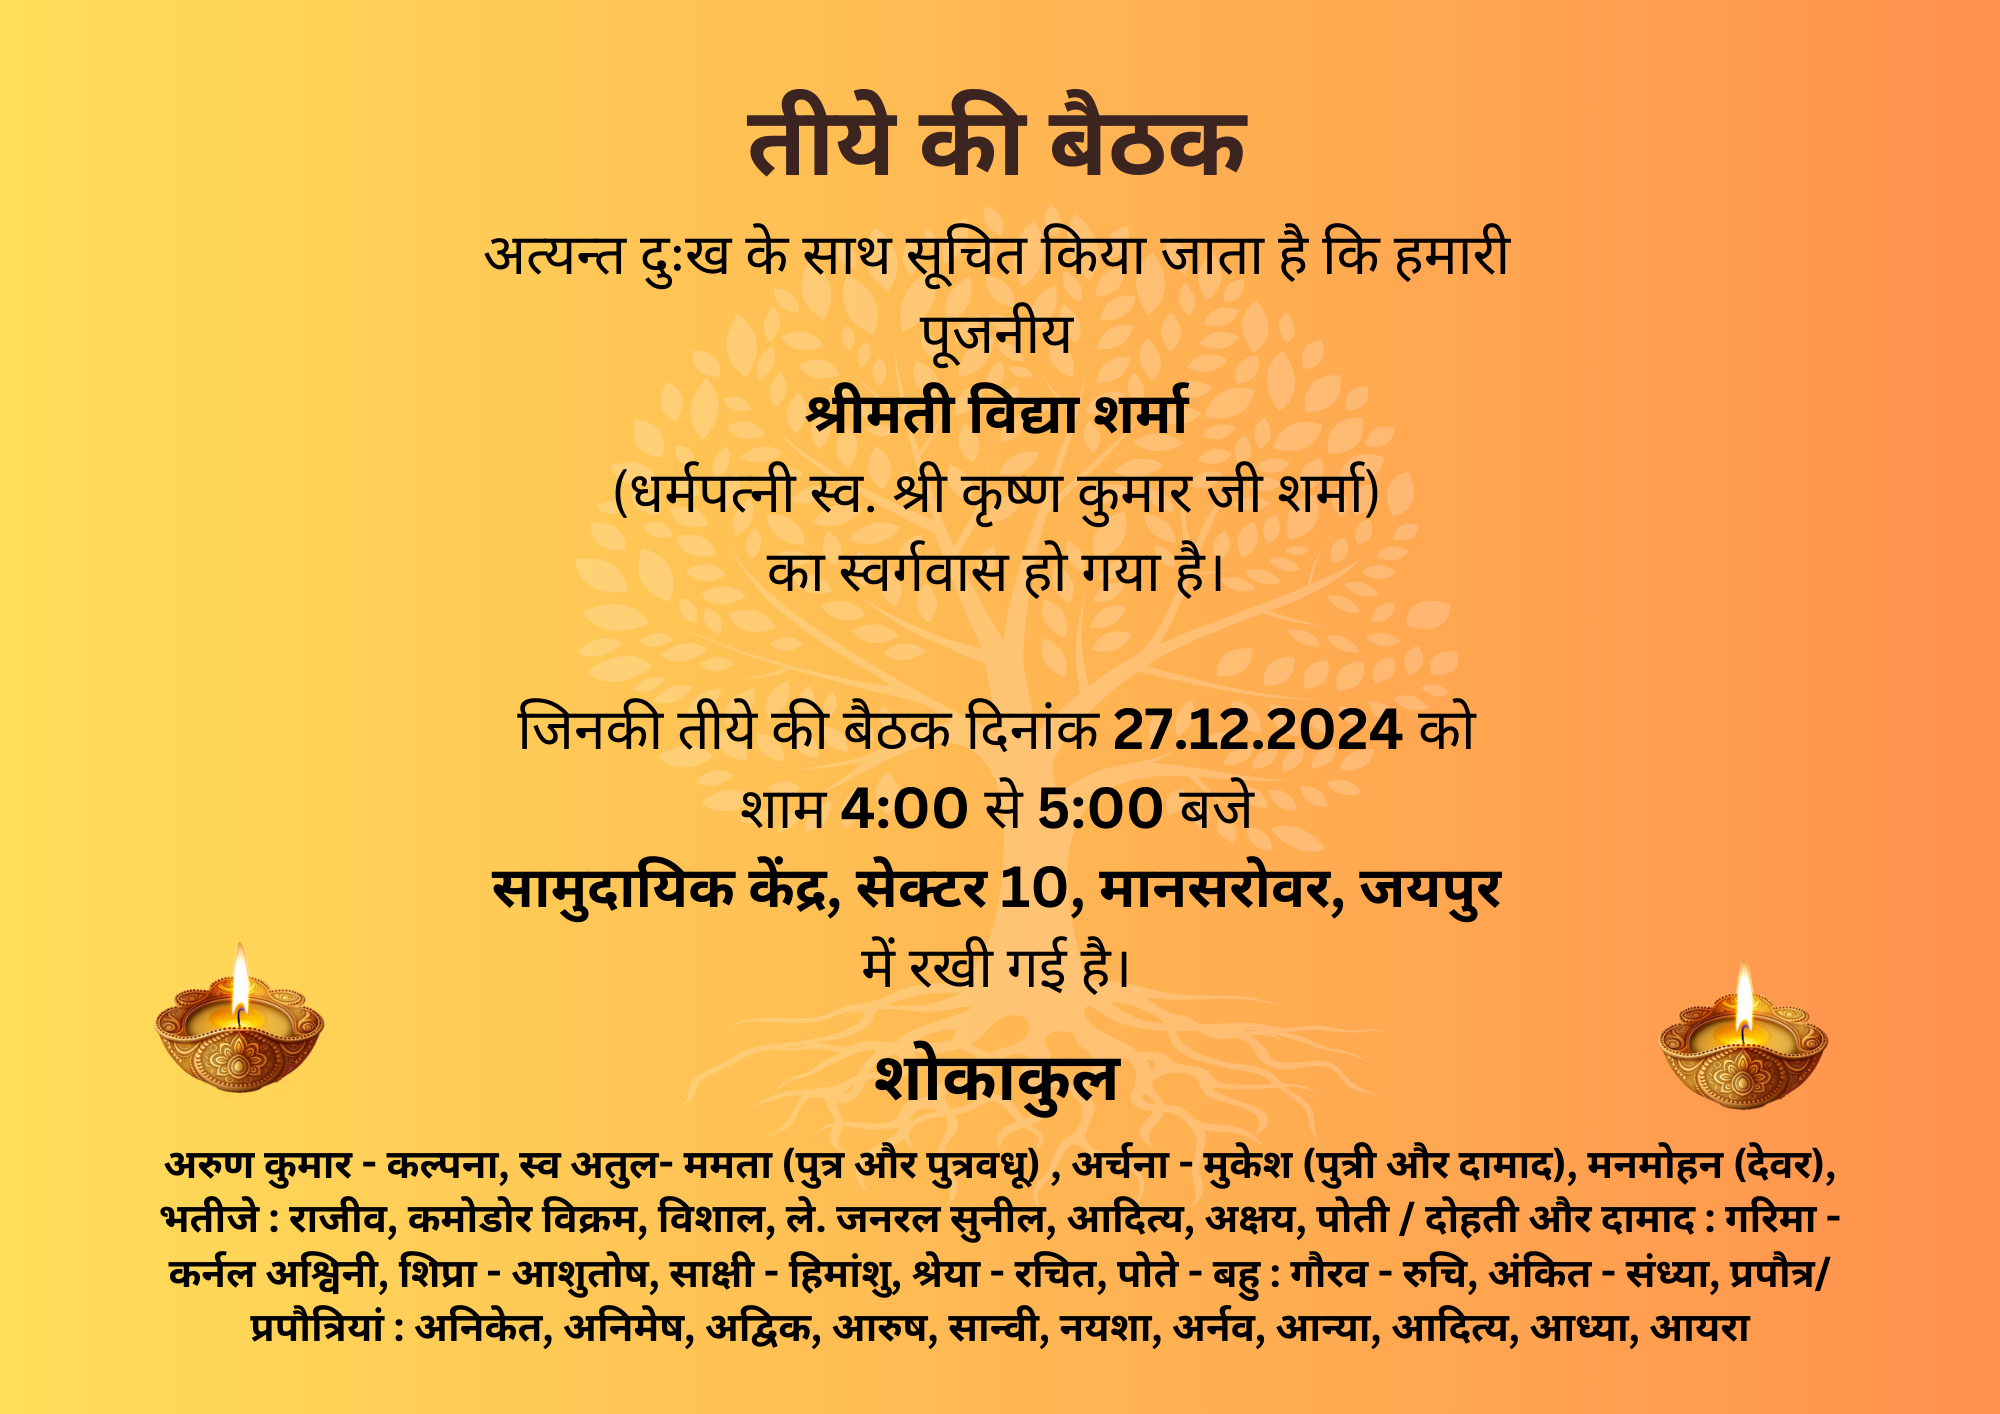 तीये की बैठक
अत्यन्त दुःख के साथ सूचित किया जाता है कि हमारी
पूजनीय
श्रीमती विद्या शर्मा
(धर्मपत्नी स्व. श्री कृष्ण कुमार जी शर्मा)
का स्वर्गवास हो गया है।
जिनकी तीये की बैठक दिनांक 27.12.2024 को
शाम 4:00 से 5:00 बजे
सामुदायिक केंद्र, सेक्टर 10, मानसरोवर, जयपुर
में रखी गई है।
शोकाकुल
अरुण कुमार - कल्पना, स्व अतुल- ममता (पुत्र और पुत्रवधू) , अर्चना - मुकेश (पुत्री और दामाद), मनमोहन (देवर),
भतीजे : राजीव, कमोडोर विक्रम, विशाल, ले. जनरल सुनील, आदित्य, अक्षय, पोती / दोहती और दामाद : गरिमा -
कर्नल अश्विनी, शिप्रा - आशुतोष, साक्षी - हिमांशु, श्रेया - रचित, पोते - बहु : गौरव - रुचि, अंकित - संध्या, प्रपौत्र/
प्रपौत्रियां : अनिकेत, अनिमेष, अद्विक, आरुष, सान्वी, नयशा, अर्नव, आन्या, आदित्य, आध्या, आयरा